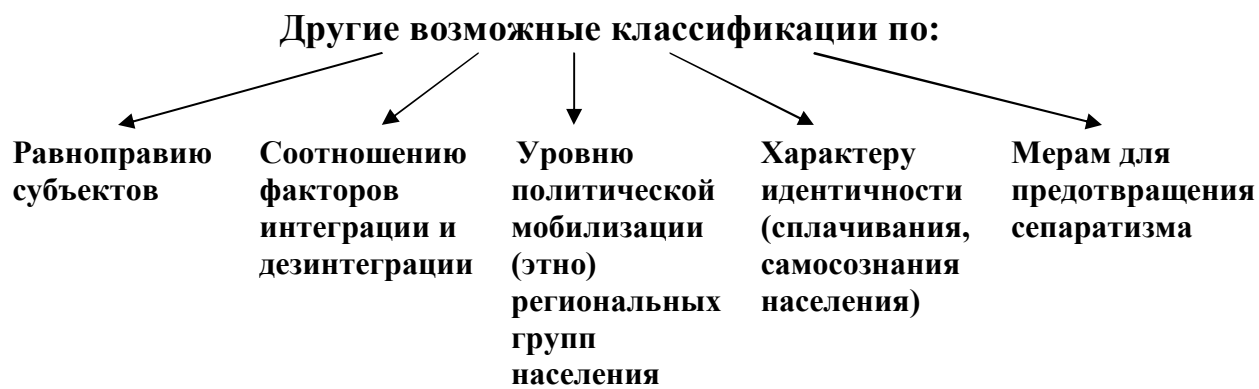 Другие возможные классификации по:
Равноправию
субъектов
Соотношению
факторов
интеграции и
дезинтеграции
Уровню
политической
мобилизации
(этно)
региональных
групп
населения
Характеру
идентичности
(сплачивания,
самосознания
населения)
Мерам для
предотвращения
сепаратизма